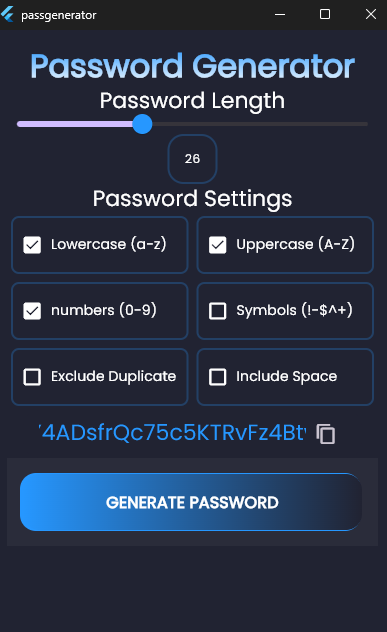 passgenerator
Password Generator
Password Length
26
Password Settings
Lowercase (a-z)
Uppercase (A-Z)
numbers (0-9)
Symbols (!-$^+)
Exclude Duplicate
Include Space
4ADsfrQc75c5KTRvFz4Bt
GENERATE PASSWORD